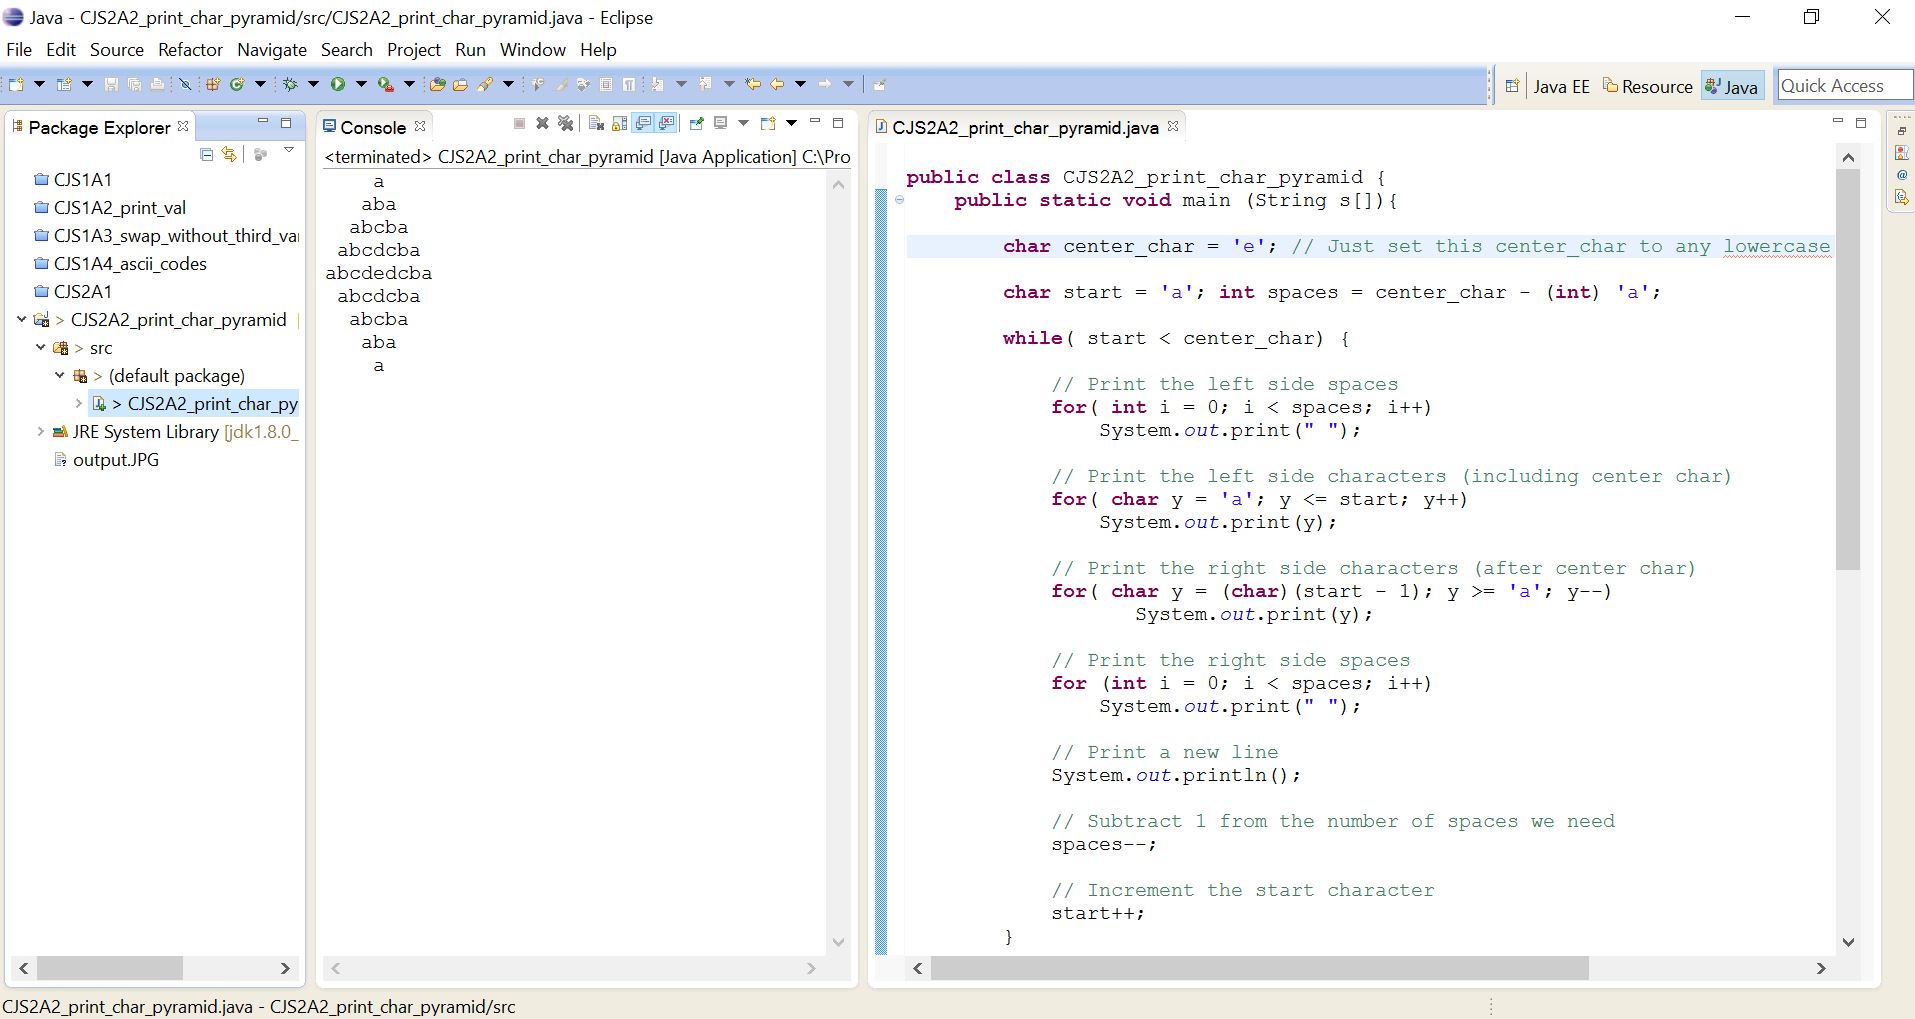 Java - CJS2A2_print_char_pyramid/src/CJS2A2_print_char_pyramid.java - Eclipse
File Edit Source Refactor Navigate Search Project Run Window Help
Java EE Resource Java Quick Access
Package Explorer
CJS1A1
CJS1A2_print_val
CJS1A3_swap_without_third_va
CJS1A4_ascii_codes
CJS2A1
> CJS2A2_print_char_pyramid
> src
> (default package)
> CJS2A2_print_char_py
JRE System Library [jdk1.8.0_
output.JPG
Console
<terminated> CJS2A2_print_char_pyramid [Java Application] C:\Pro
a
aba
abcba
abcdcba
abcdedcba
abcdcba
abcba
aba
a
CJS2A2_print_char_pyramid.java
public class CJS2A2_print_char_pyramid {
public static void main (String s[]){
char center_char = 'e'; // Just set this center_char to any lowercase
char start = 'a'; int spaces = center_char - (int) 'a';
while( start < center_char) {
// Print the left side spaces
for( int i = 0; i < spaces; i++)
System.out.print(" ");
// Print the left side characters (including center char)
for( char y = 'a'; y <= start; y++)
System.out.print(y);
// Print the right side characters (after center char)
for( char y = (char)(start - 1); y >= 'a'; y--)
System.out.print(y);
// Print the right side spaces
for (int i = 0; i < spaces; i++)
System.out.print(" ");
// Print a new line
System.out.println();
// Subtract 1 from the number of spaces we need
spaces--;
// Increment the start character
start++;
}
CJS2A2_print_char_pyramid.java - CJS2A2_print_char_pyramid/src